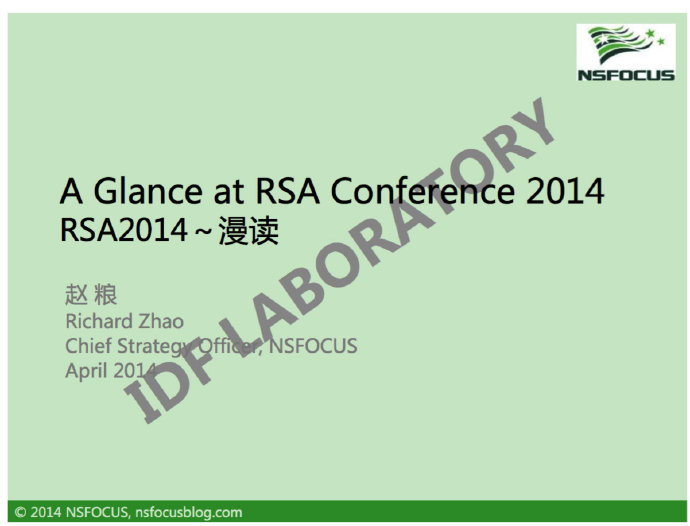 NSFOCUS
A Glance at RSA Conference 2014
RSA2014~漫读
赵 粮
Richard Zhao
Chief Strategy Officer, NSFOCUS
April 2014
IDF LABORATORY
© 2014 NSFOCUS, nsfocusblog.com